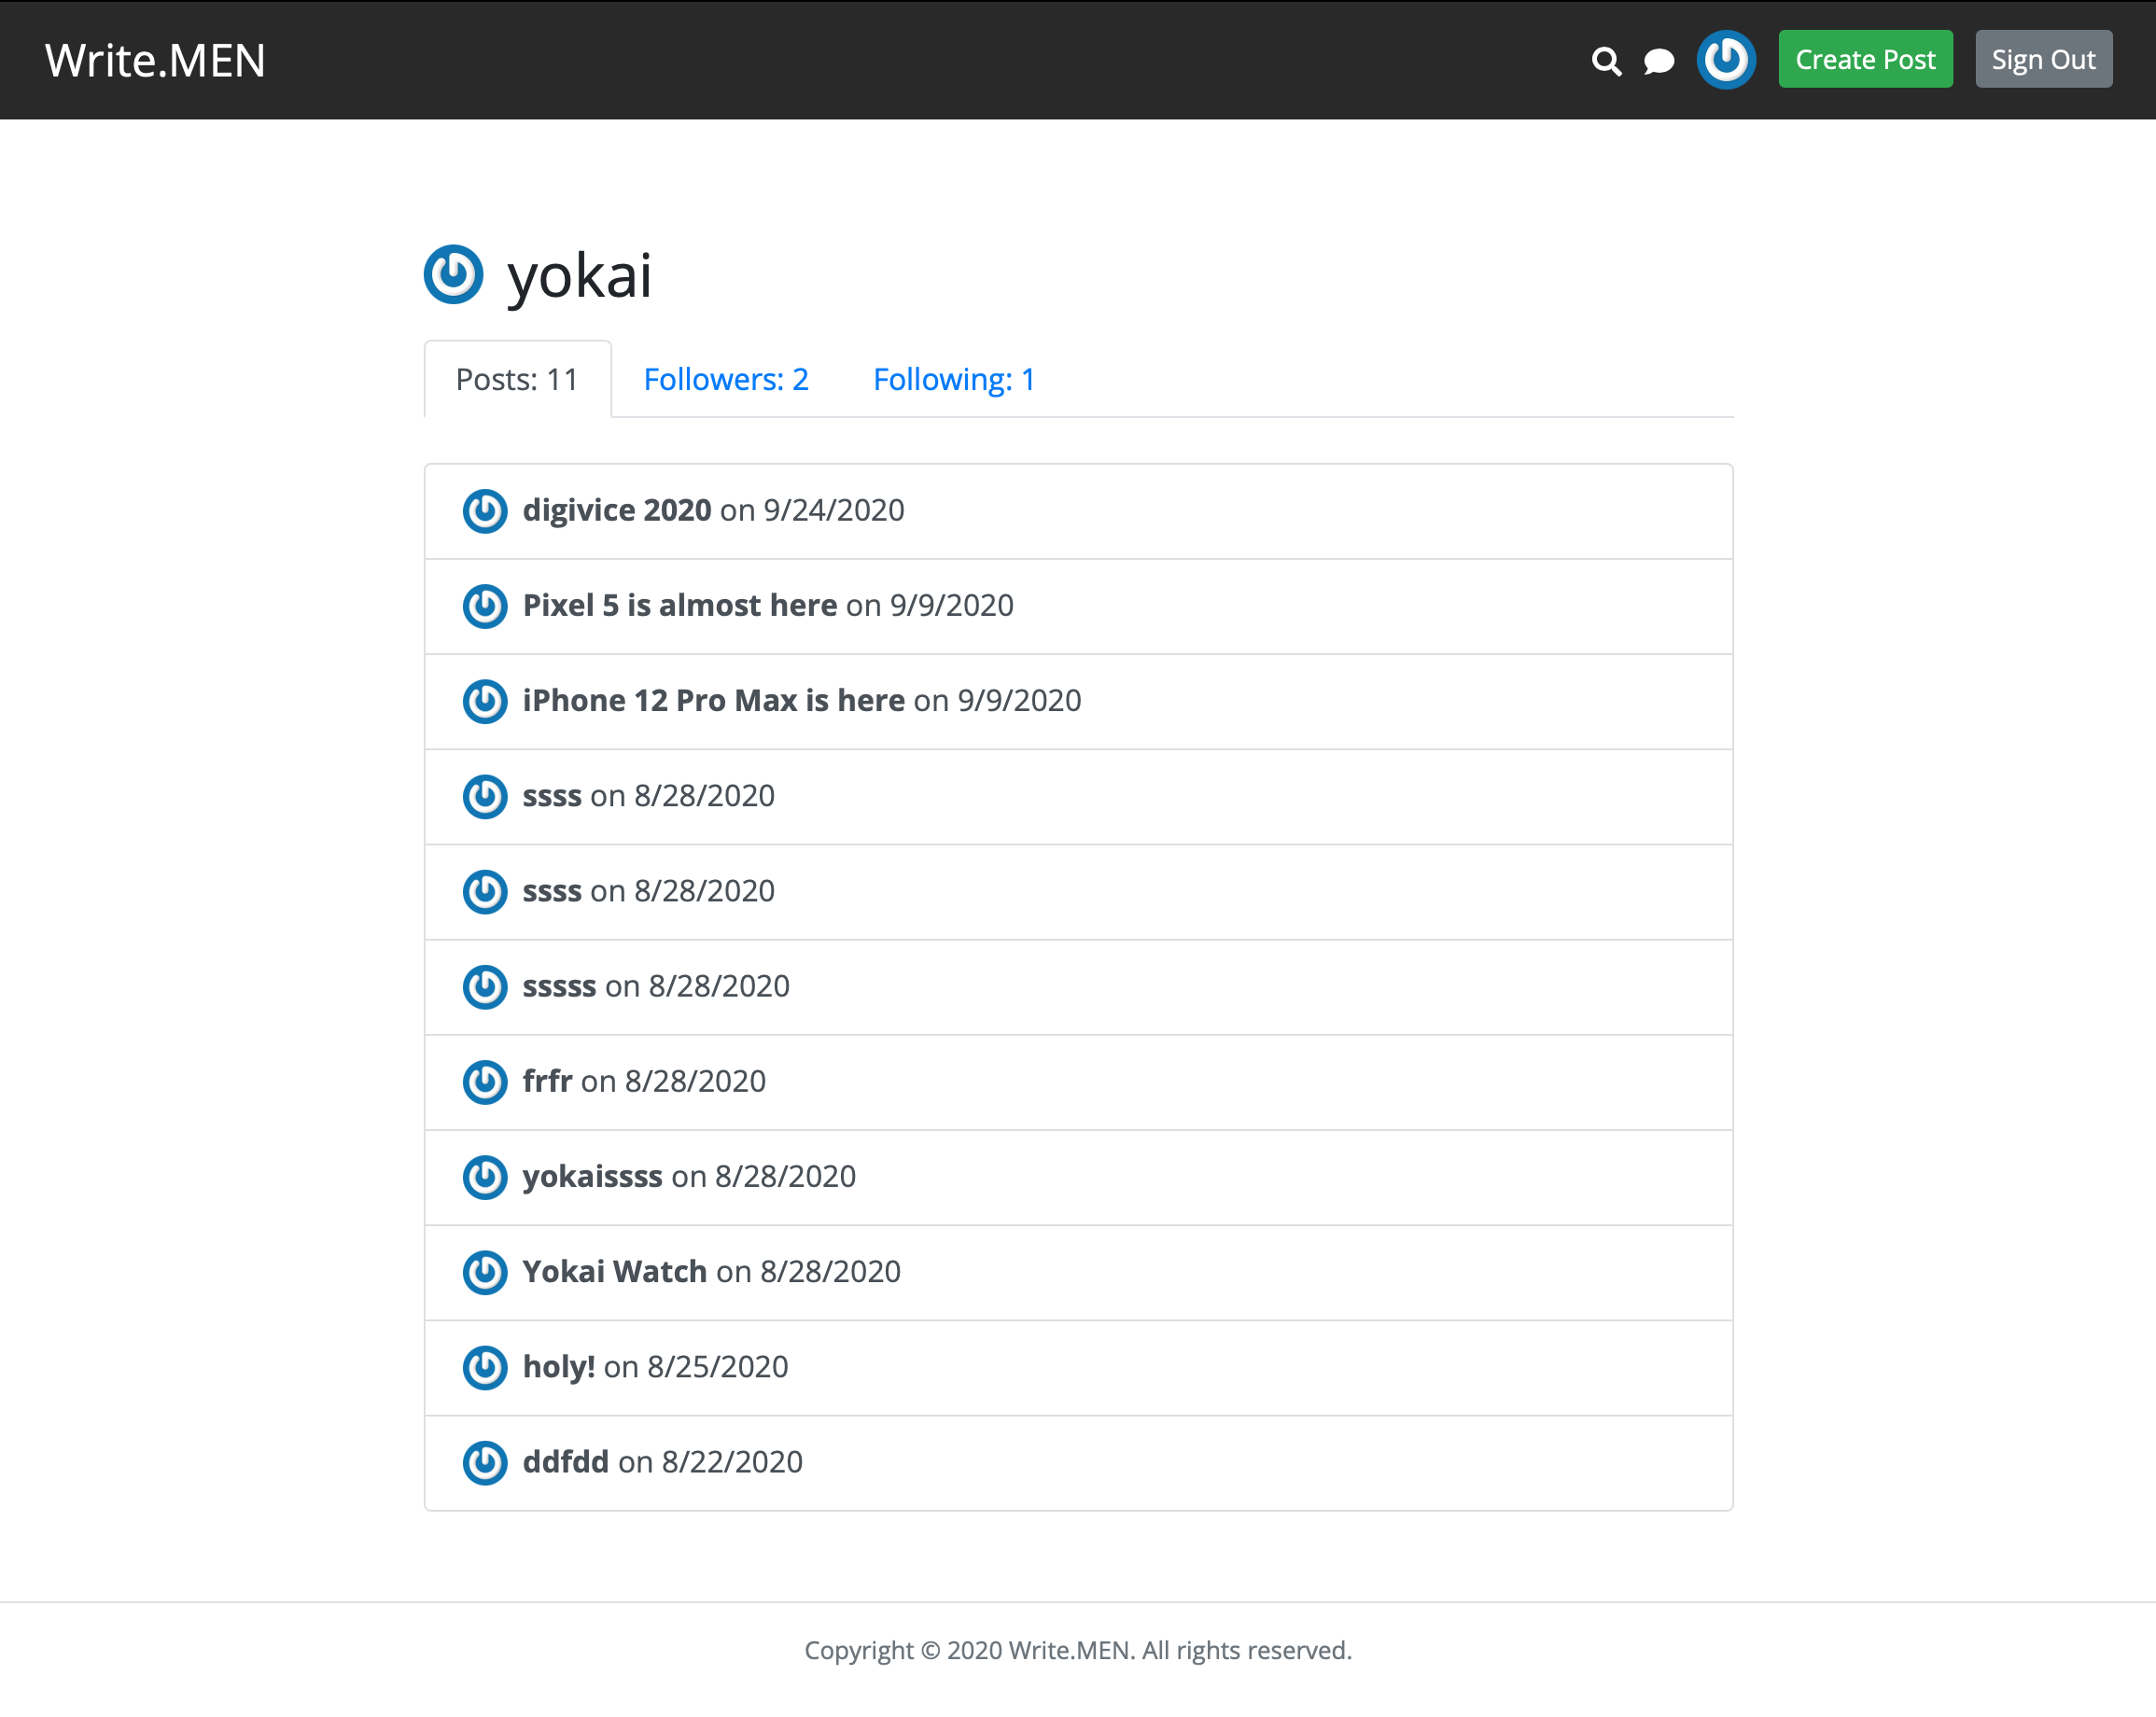 Write.MEN
Create Post
Sign Out
yokai
Posts: 11
Followers: 2
Following: 1
digivice 2020 on 9/24/2020
Pixel 5 is almost here on 9/9/2020
iPhone 12 Pro Max is here on 9/9/2020
ssss on 8/28/2020
ssss on 8/28/2020
sssss on 8/28/2020
frfr on 8/28/2020
yokaissss on 8/28/2020
Yokai Watch on 8/28/2020
holy! on 8/25/2020
ddfdd on 8/22/2020
Copyright © 2020 Write.MEN. All rights reserved.